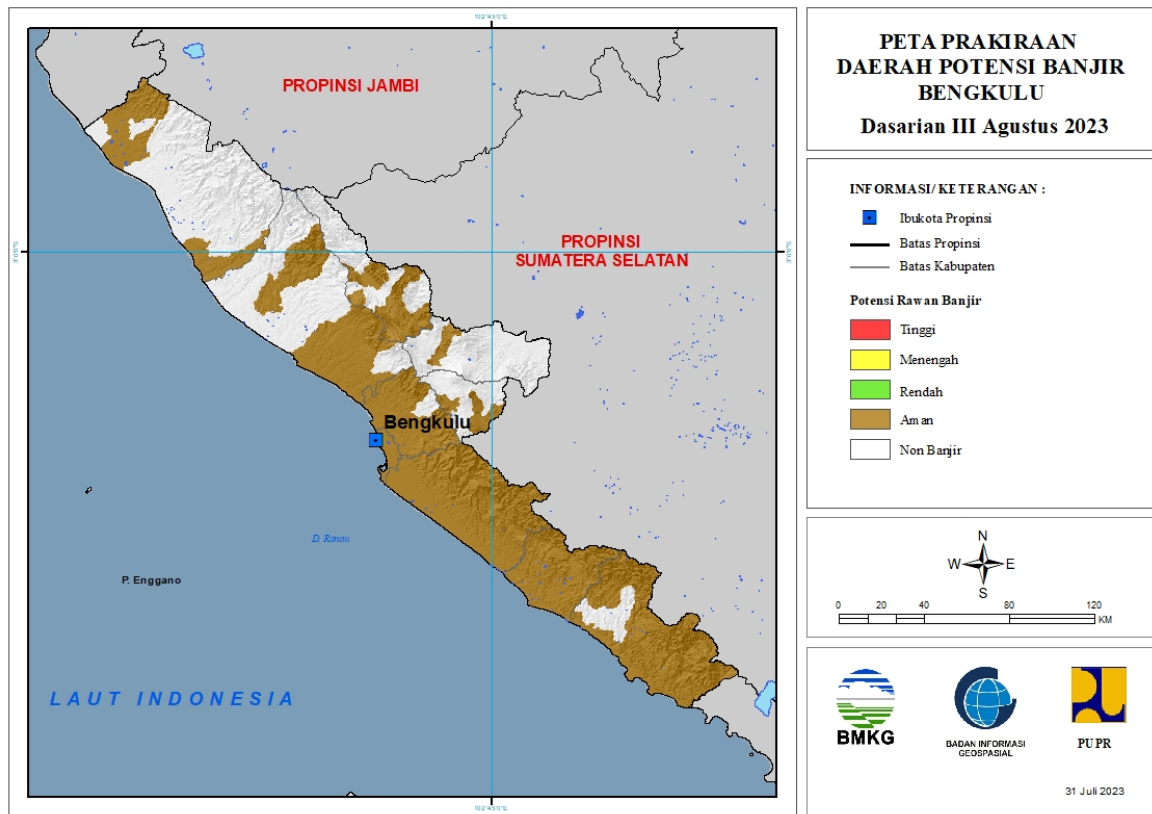 PETA PRAKIRAAN
DAERAH POTENSI BANJIR
BENGKULU
Dasarian III Agustus 2023
INFORMASI/ KETERANGAN :
Ibukota Propinsi
Batas Propinsi
Batas Kabupaten
Potensi Rawan Banjir
Tinggi
Menengah
Rendah
Aman
Non Banjir
N
W E
S
0 20 40 80 120
KM
BMKG
BADAN INFORMASI
GEOSPASIAL
PUPR
31 Juli 2023
PROPINSI JAMBI
PROPINSI
SUMATERA SELATAN
Bengkulu
D. Ranau
P. Enggano
LAUT INDONESIA